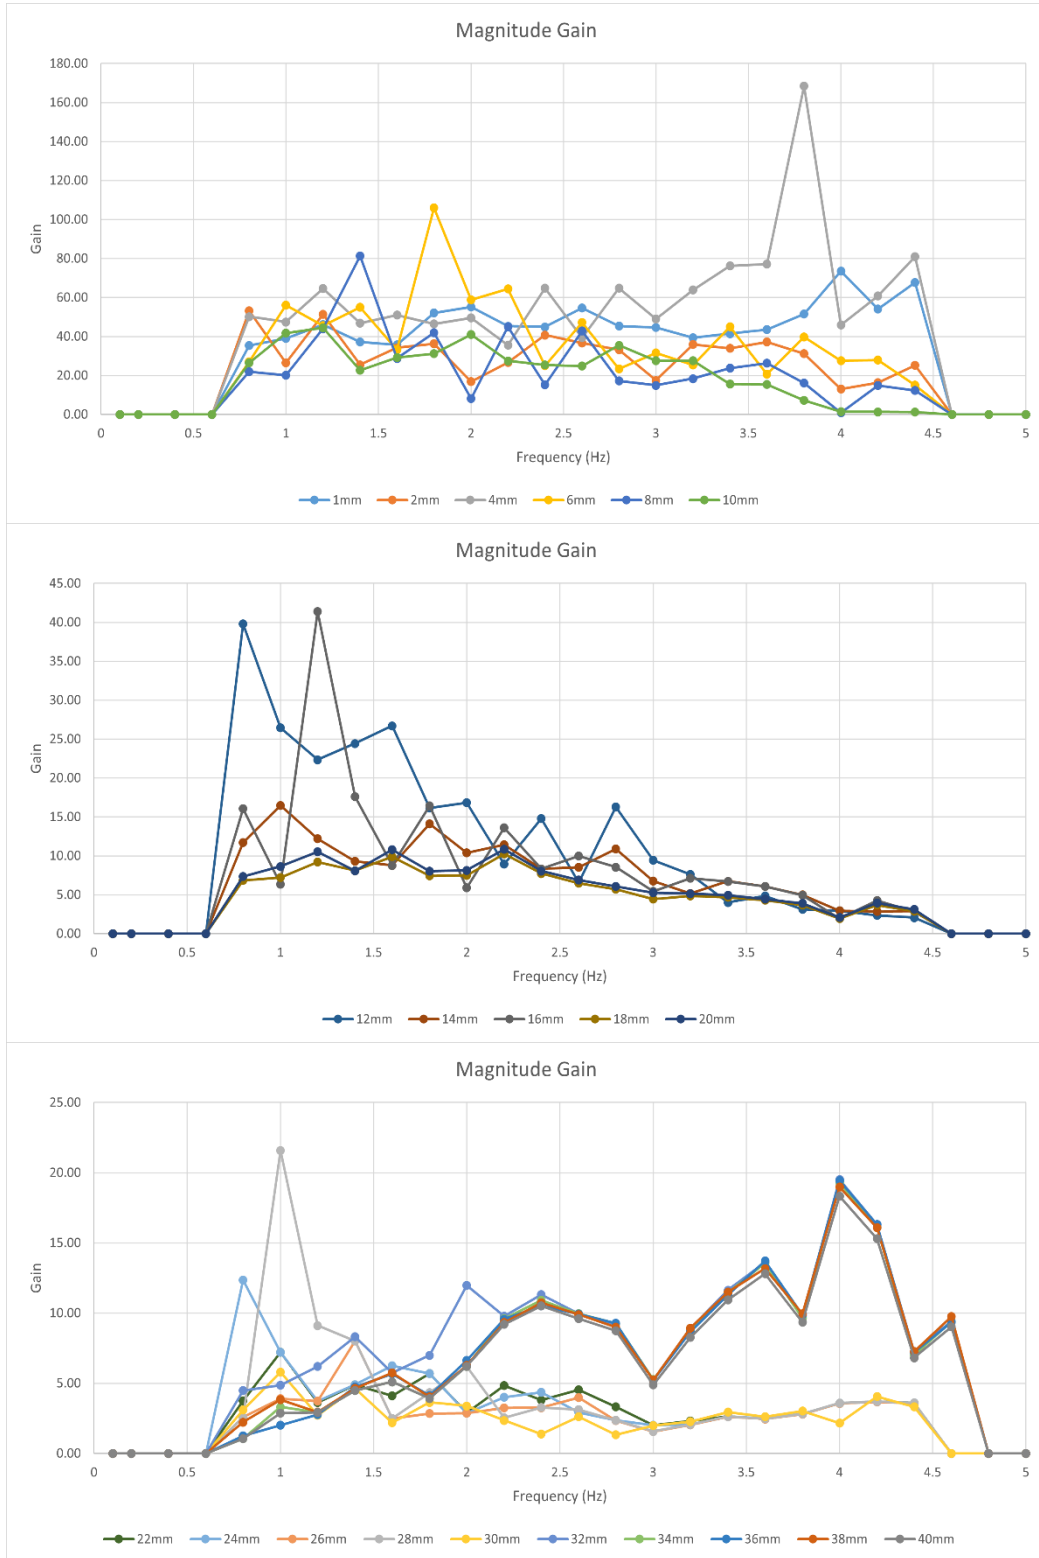 Magnitude Gain
180.00
160.00
140.00
120.00
100.00
80.00
60.00
40.00
20.00
0.00
Gain
0 0.5 1 1.5 2 2.5 3 3.5 4 4.5 5
Frequency (Hz)
1mm 2mm 4mm 6mm 8mm 10mm
Magnitude Gain
45.00
40.00
35.00
30.00
25.00
20.00
15.00
10.00
5.00
0.00
Gain
0 0.5 1 1.5 2 2.5 3 3.5 4 4.5 5
Frequency (Hz)
12mm 14mm 16mm 18mm 20mm
Magnitude Gain
25.00
20.00
15.00
10.00
5.00
0.00
Gain
0 0.5 1 1.5 2 2.5 3 3.5 4 4.5 5
Frequency (Hz)
22mm 24mm 26mm 28mm 30mm 32mm 34mm 36mm 38mm 40mm